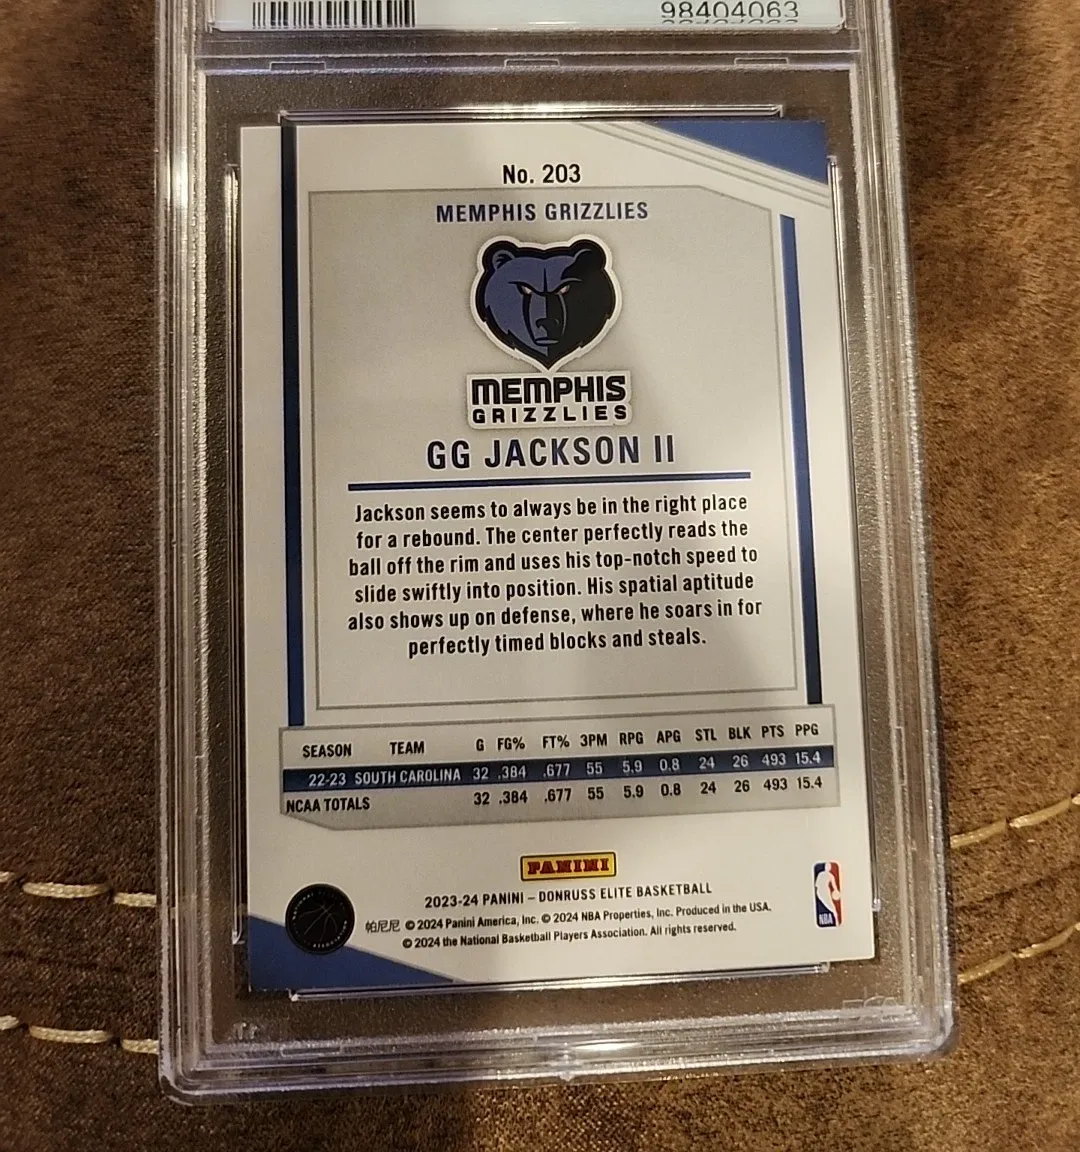 98404063
No. 203
MEMPHIS GRIZZLIES
MEMPHIS
GRIZZLIES
GG JACKSON II
Jackson seems to always be in the right place
for a rebound. The center perfectly reads the
ball off the rim and uses his top-notch speed to
slide swiftly into position. His spatial aptitude
also shows up on defense, where he soars in for
perfectly timed blocks and steals.
SEASON TEAM G FG% FT% 3PM RPG APG STL BLK PTS PPG
22-23 SOUTH CAROLINA 32 .384 .677 55 5.9 0.8 24 26 493 15.4
NCAA TOTALS 32 .384 .677 55 5.9 0.8 24 26 493 15.4
PANINI
2023-24 PANINI – DONRUSS ELITE BASKETBALL
帕尼尼 © 2024 Panini America, Inc. © 2024 NBA Properties, Inc. Produced in the USA.
© 2024 the National Basketball Players Association. All rights reserved.
NBA